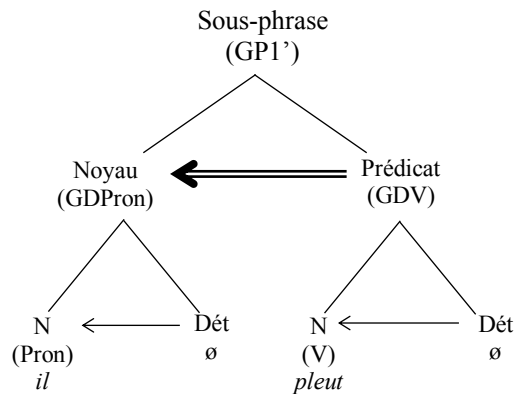 Sous-phrase
(GP1’)
Noyau
(GDPron)
Prédicat
(GDV)
N
(Pron)
il
Dét
ø
N
(V)
pleut
Dét
ø